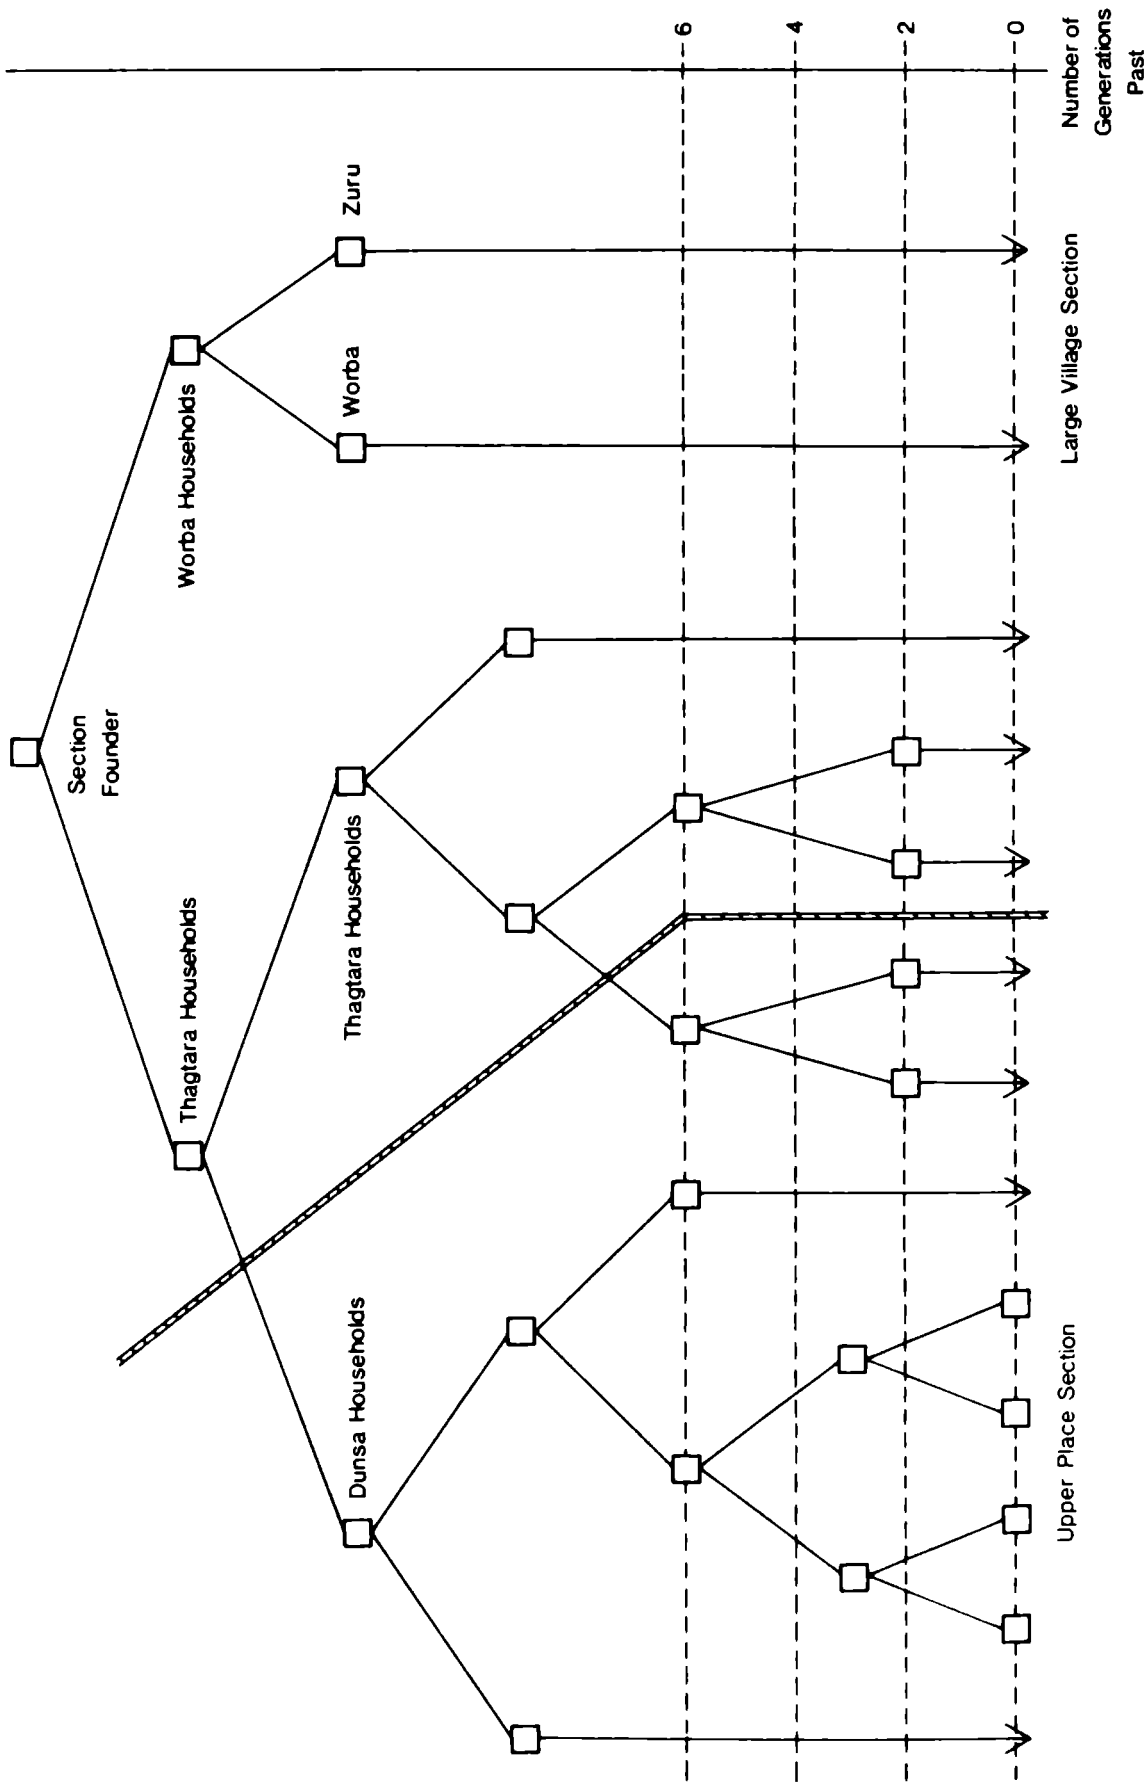 Section
Founder
Thagtara Households
Worba Households
Dunsa Households
Thagtara Households
Worba
Zuru
6
4
2
0
Upper Place Section
Large Village Section
Number of
Generations
Past